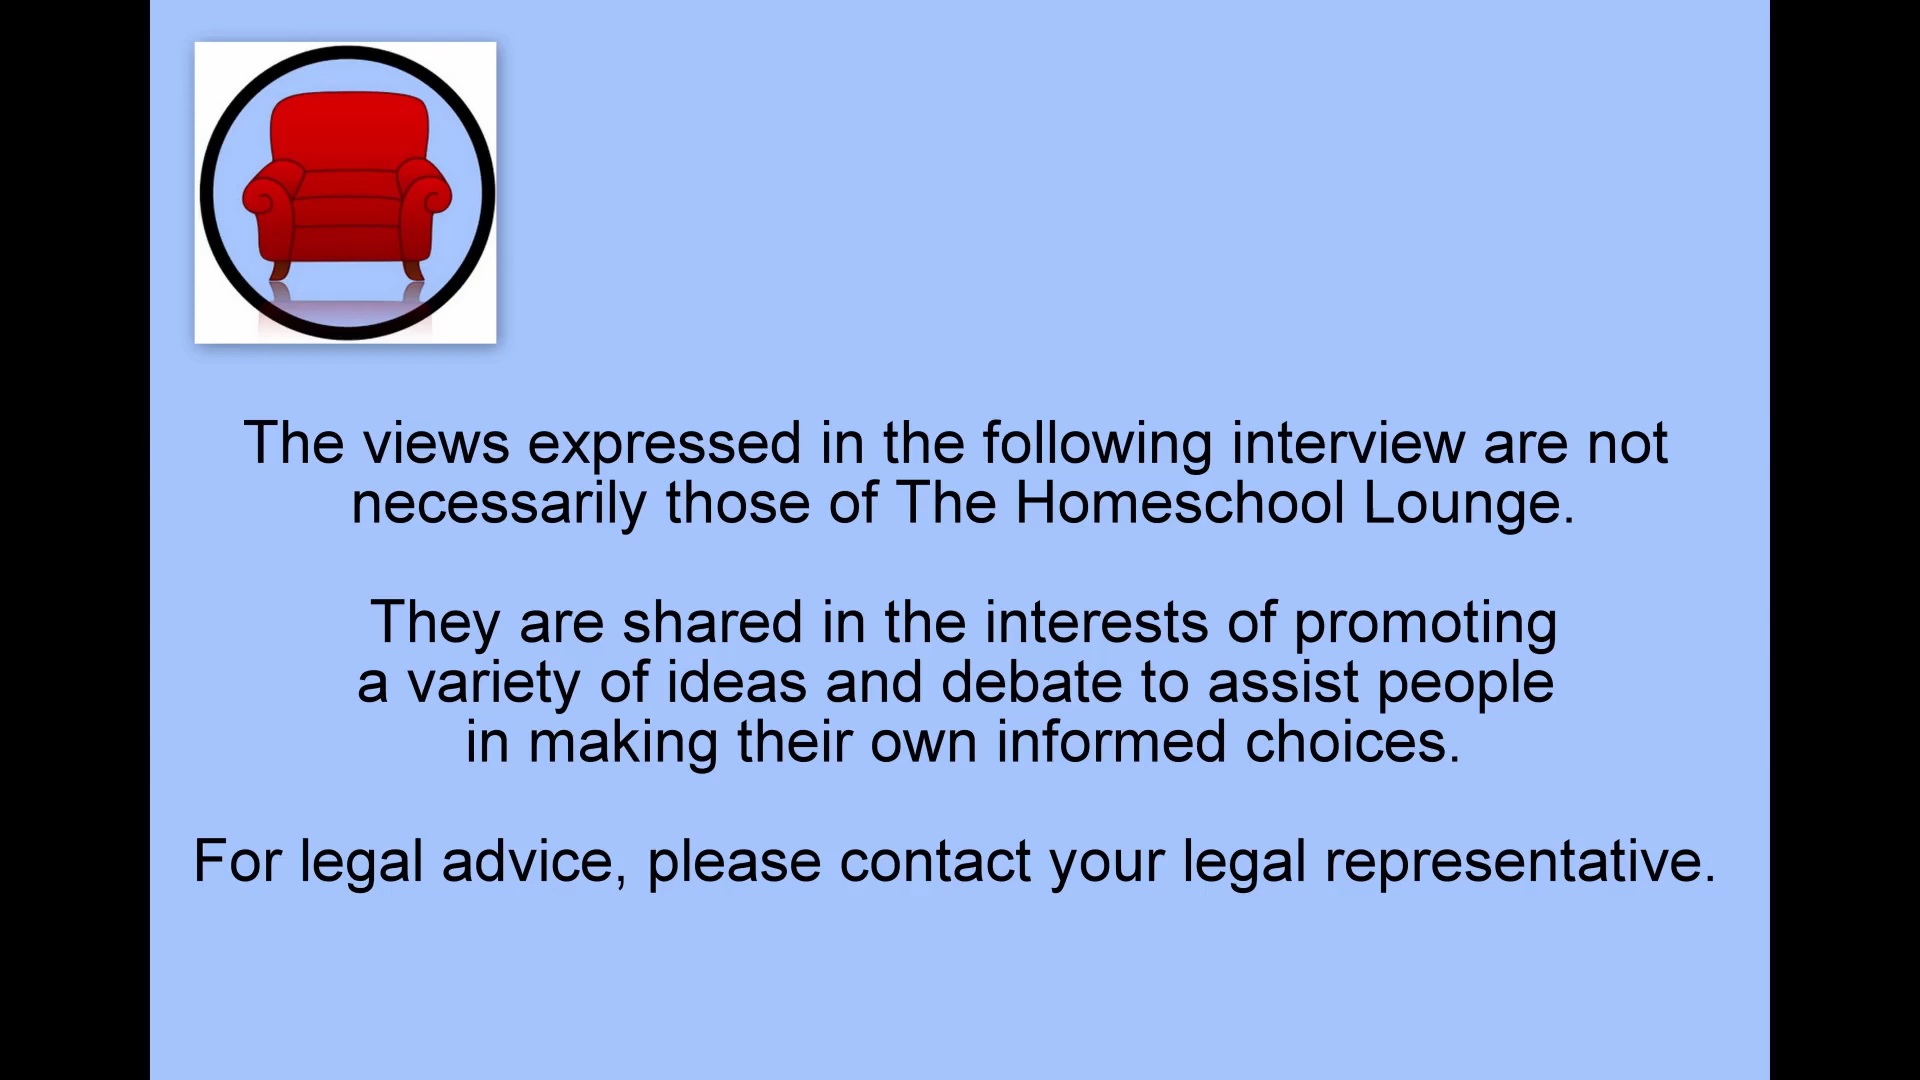 The views expressed in the following interview are not
necessarily those of The Homeschool Lounge.
They are shared in the interests of promoting
a variety of ideas and debate to assist people
in making their own informed choices.
For legal advice, please contact your legal representative.